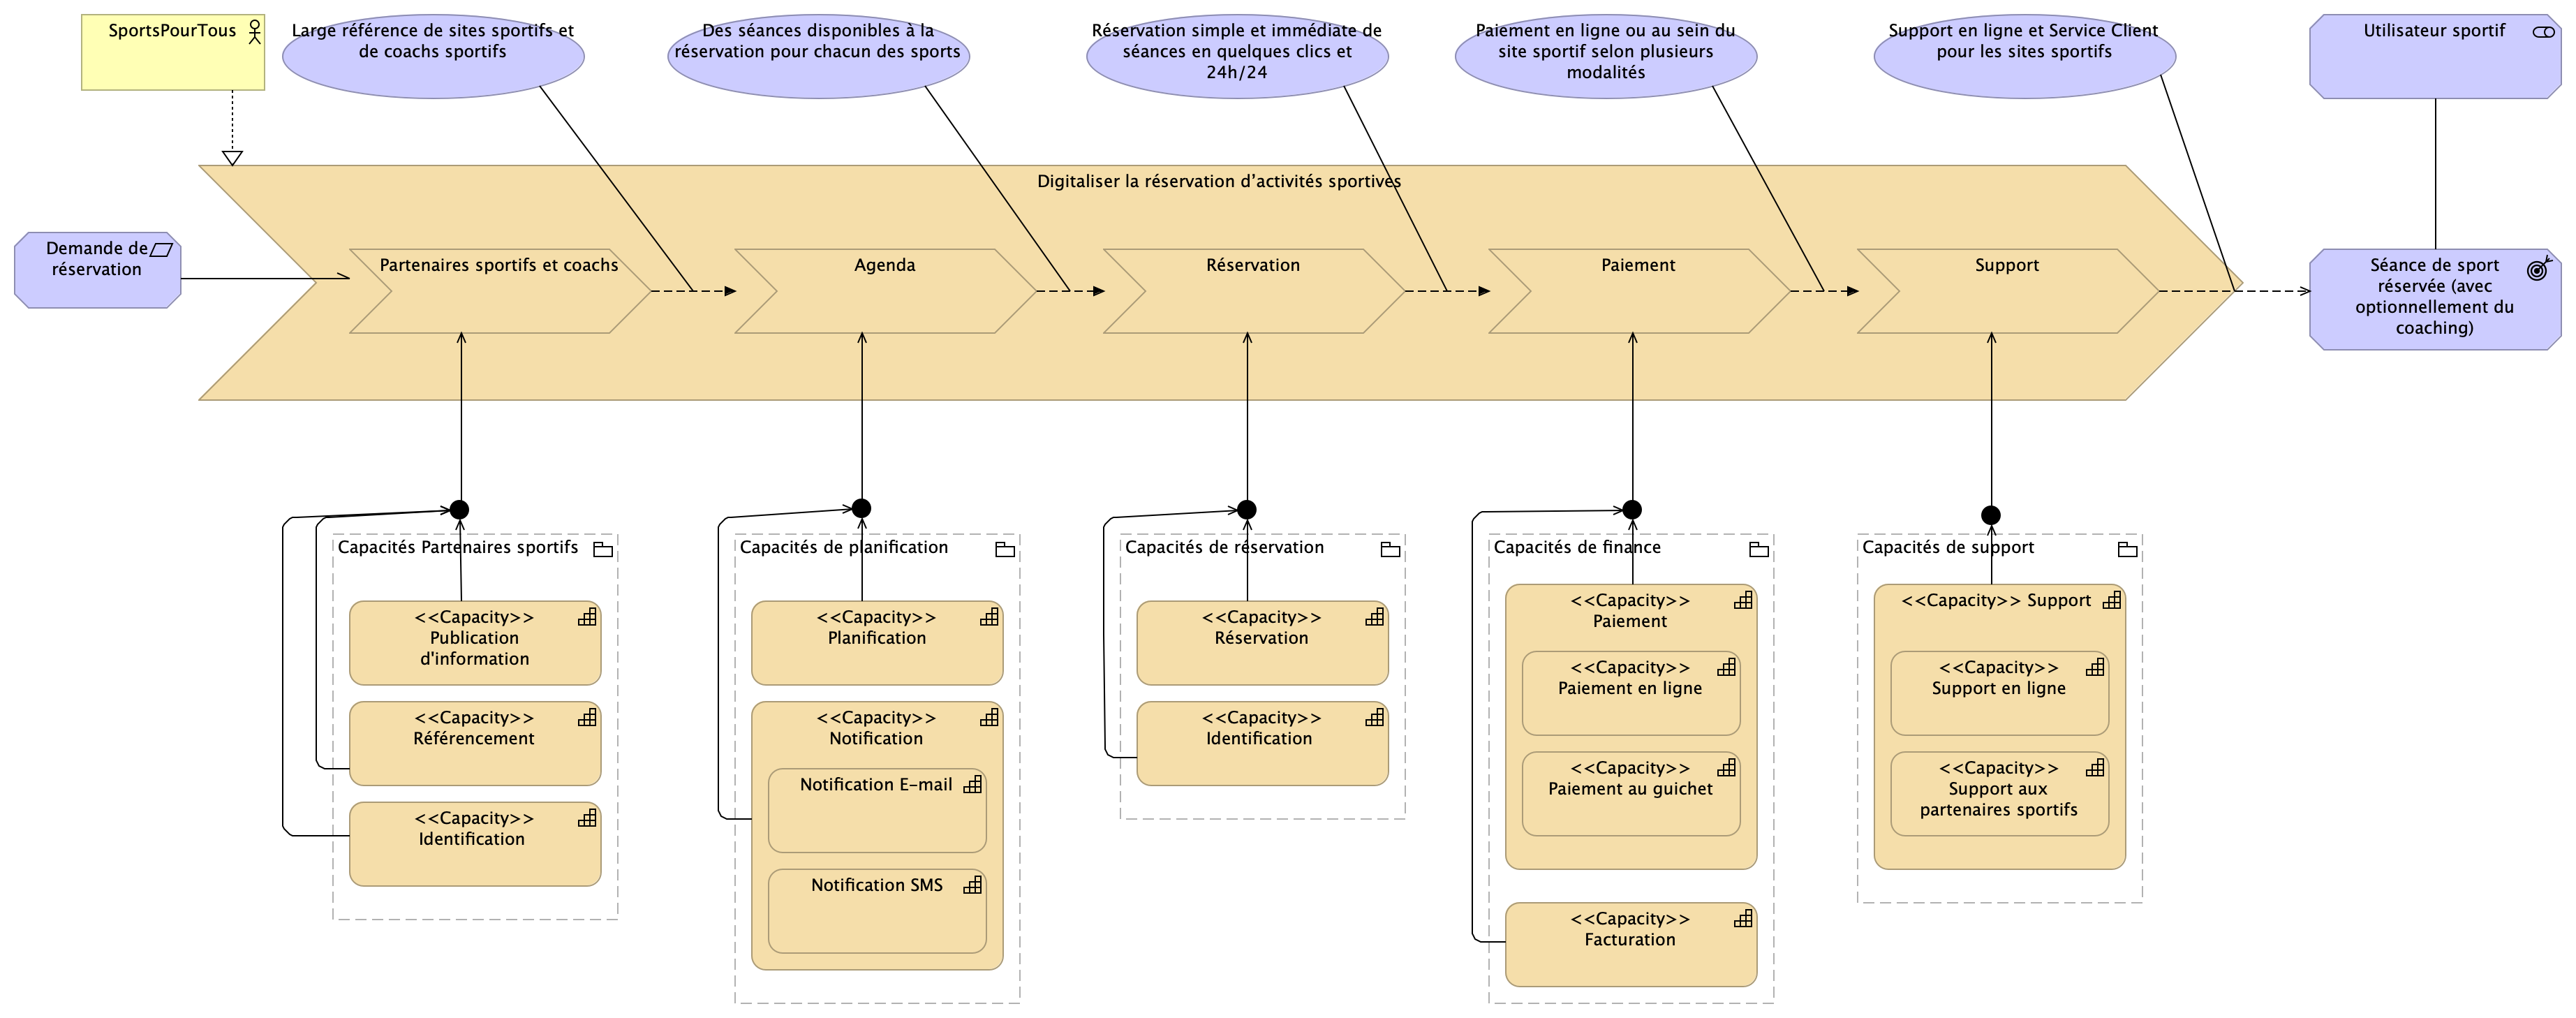 SportsPourTous
Large référence de sites sportifs et
de coachs sportifs
Des séances disponibles à la
réservation pour chacun des sports
Réservation simple et immédiate de
séances en quelques clics et
24h/24
Paiement en ligne ou au sein du
site sportif selon plusieurs
modalités
Support en ligne et Service Client
pour les sites sportifs
Utilisateur sportif
Digitaliser la réservation d’activités sportives
Demande de
réservation
Partenaires sportifs et coachs
Agenda
Réservation
Paiement
Support
Séance de sport
réservée (avec
optionnellement du
coaching)
Capacités Partenaires sportifs
<<Capacity>>
Publication
d'information
<<Capacity>>
Référencement
<<Capacity>>
Identification
Capacités de planification
<<Capacity>>
Planification
<<Capacity>>
Notification
Notification E-mail
Notification SMS
Capacités de réservation
<<Capacity>>
Réservation
<<Capacity>>
Identification
Capacités de finance
<<Capacity>>
Paiement
<<Capacity>>
Paiement en ligne
<<Capacity>>
Paiement au guichet
<<Capacity>>
Facturation
Capacités de support
<<Capacity>> Support
<<Capacity>>
Support en ligne
<<Capacity>>
Support aux
partenaires sportifs